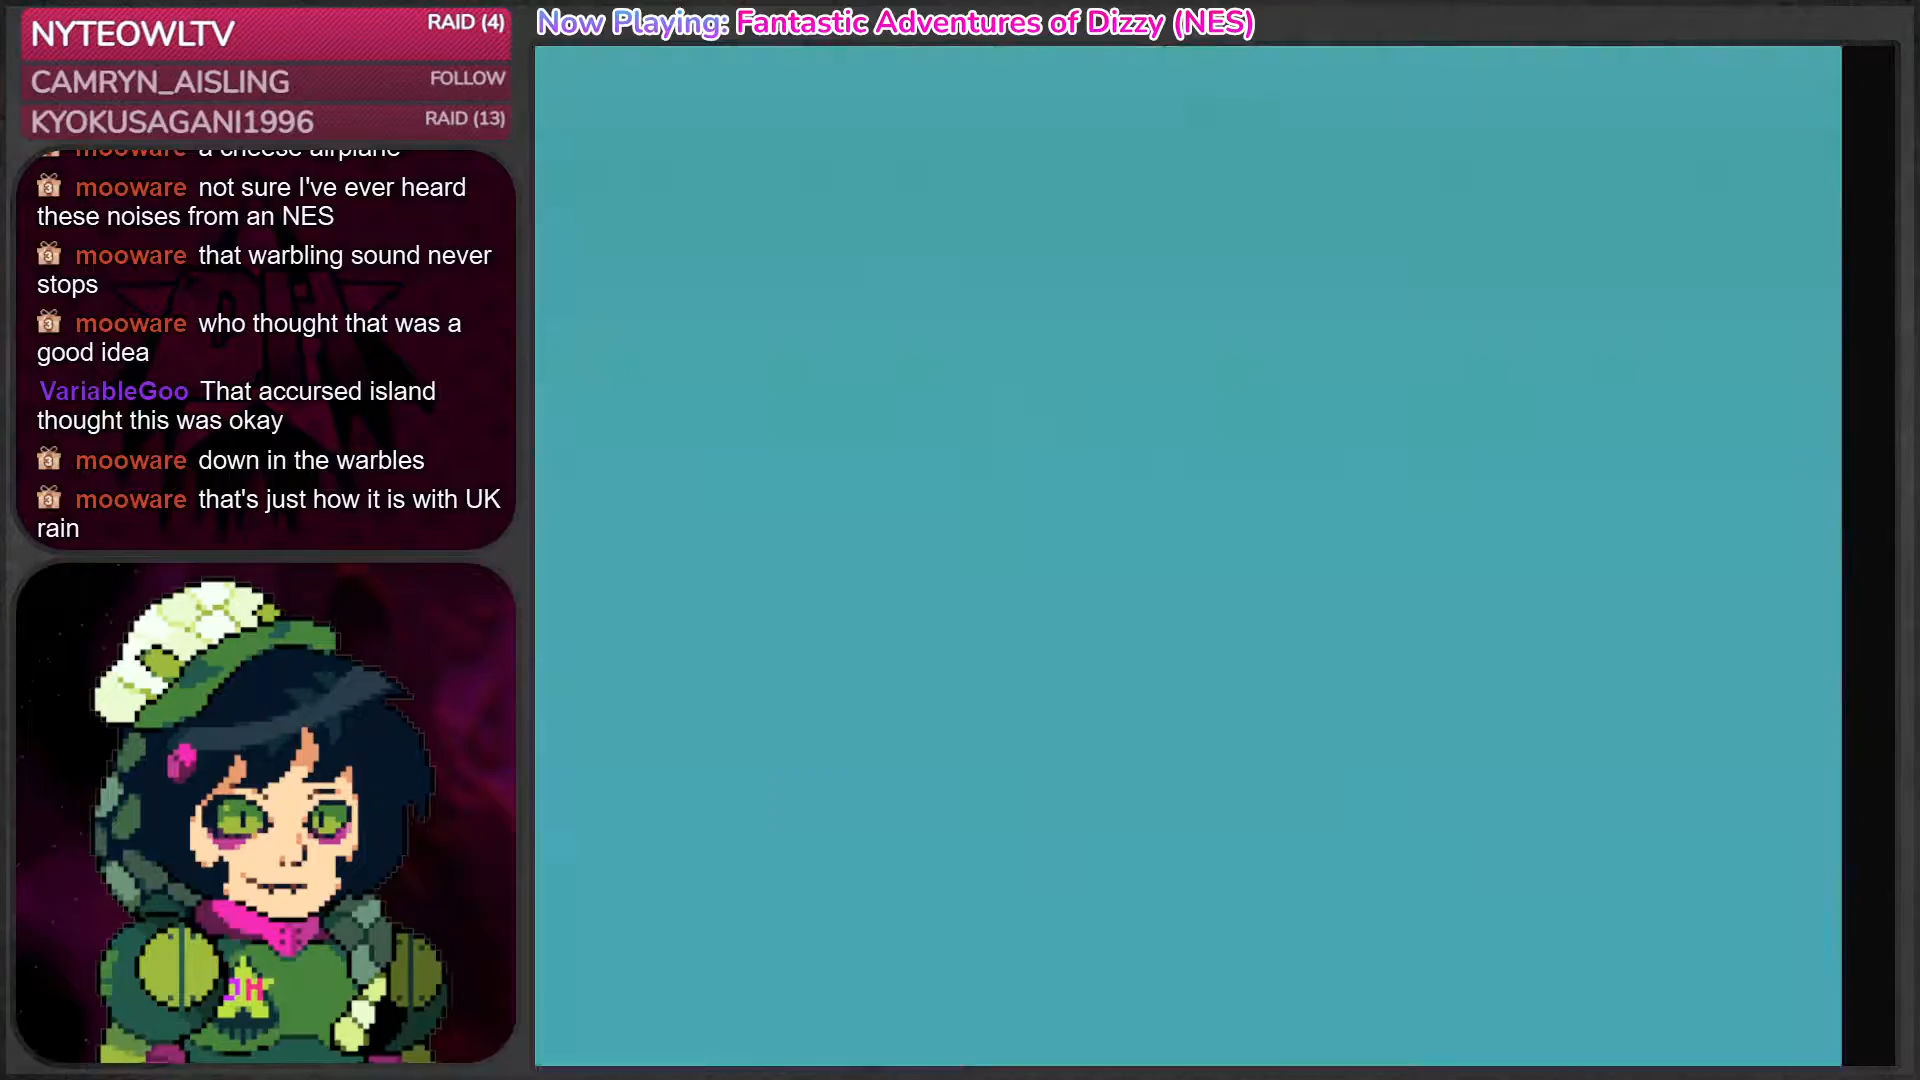 NYTEOWLTV RAID (4)
CAMRYN_AISLING FOLLOW
KYOKUSAGANI1996 RAID (13)
Now Playing: Fantastic Adventures of Dizzy (NES)
mooware a cheese airplane
mooware not sure I've ever heard
these noises from an NES
mooware that warbling sound never
stops
mooware who thought that was a
good idea
VariableGoo That accursed island
thought this was okay
mooware down in the warbles
mooware that's just how it is with UK
rain